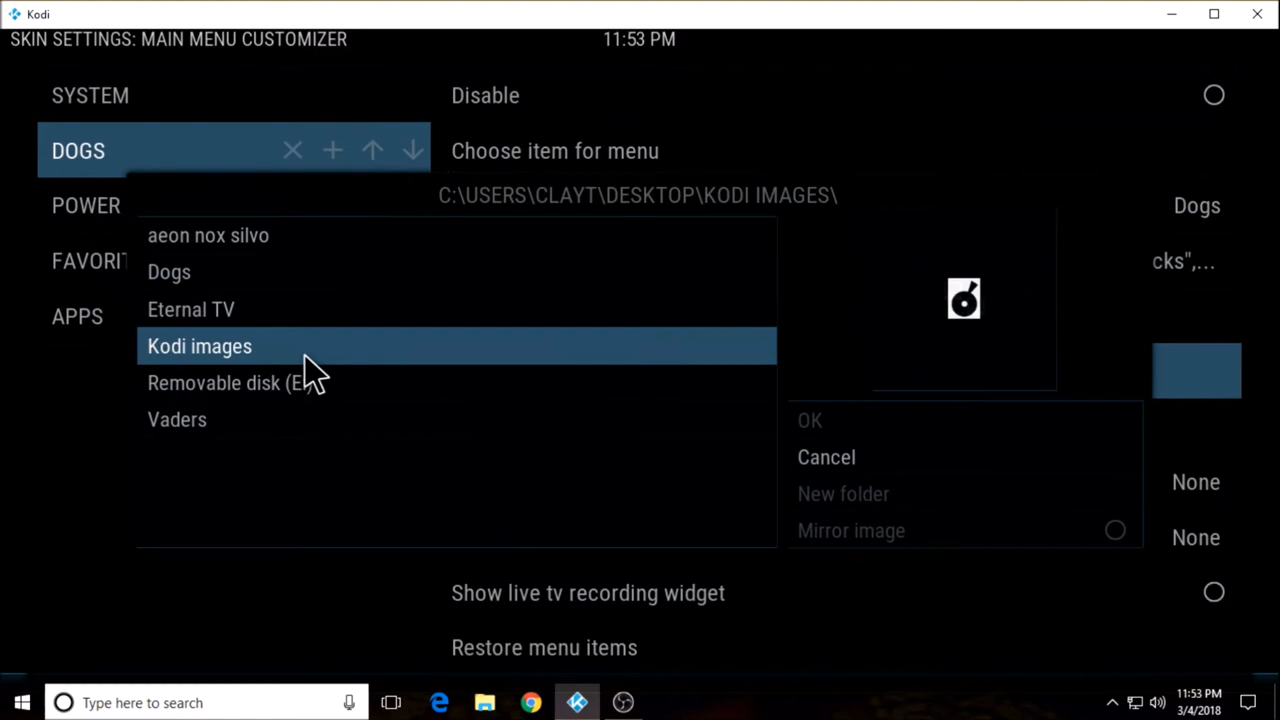 Kodi
SKIN SETTINGS: MAIN MENU CUSTOMIZER
11:53 PM
SYSTEM
Disable
DOGS
Choose item for menu
C:\USERS\CLAYT\DESKTOP\KODI IMAGES\
POWER
Dogs
aeon nox silvo
FAVORIT
cks",...
Dogs
APPS
Eternal TV
Kodi images
Removable disk (E:)
Vaders
OK
Cancel
New folder
None
Mirror image
None
Show live tv recording widget
Restore menu items
Type here to search
11:53 PM
3/4/2018